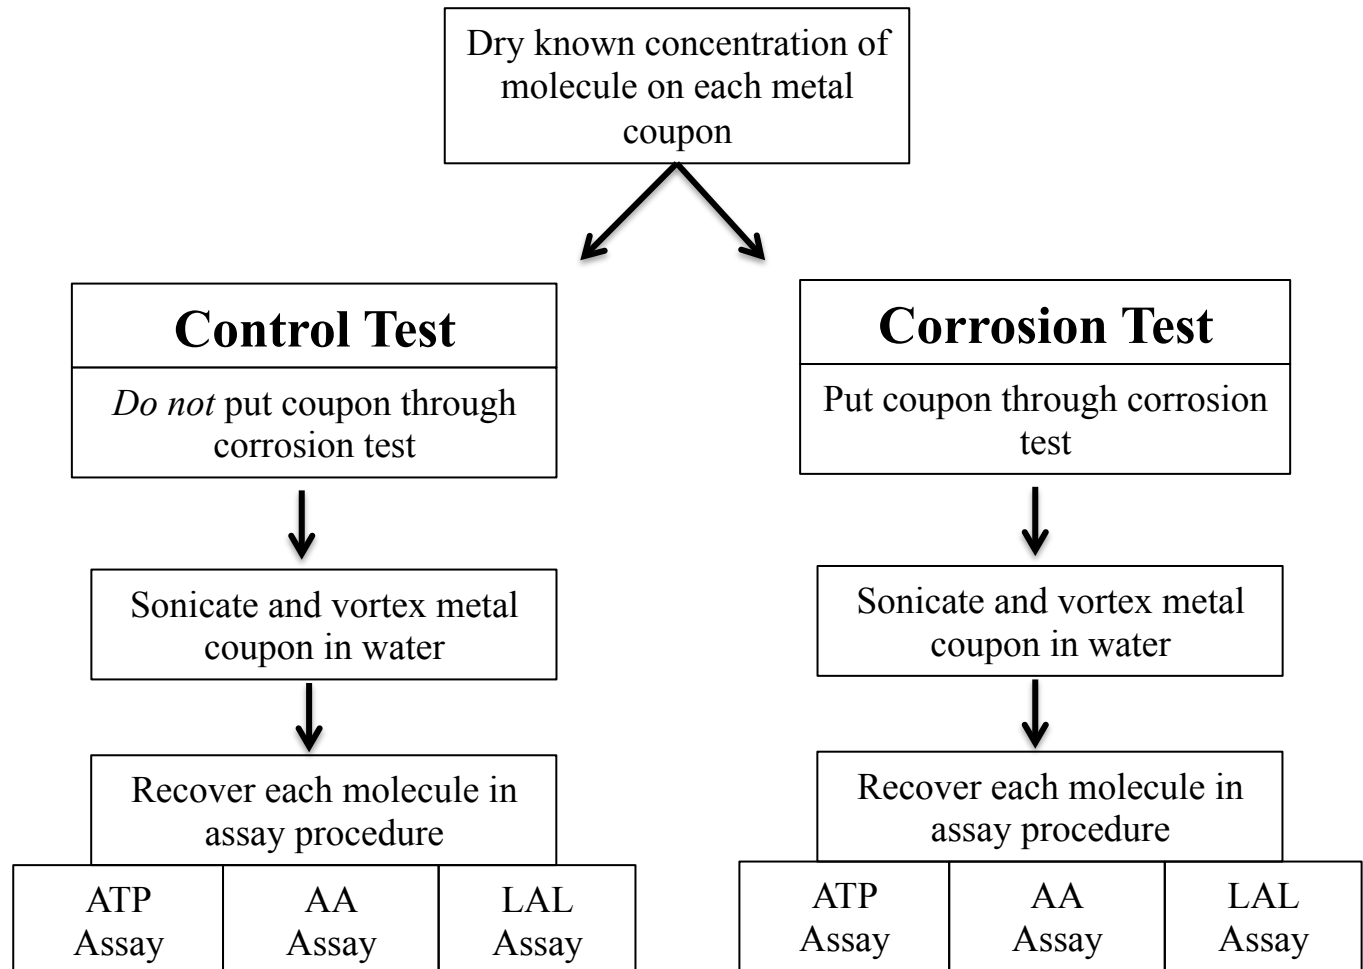 Dry known concentration of
molecule on each metal
coupon
Control Test
Do not put coupon through
corrosion test
Sonicate and vortex metal
coupon in water
Recover each molecule in
assay procedure
ATP
Assay
AA
Assay
LAL
Assay
Corrosion Test
Put coupon through corrosion
test
Sonicate and vortex metal
coupon in water
Recover each molecule in
assay procedure
ATP
Assay
AA
Assay
LAL
Assay